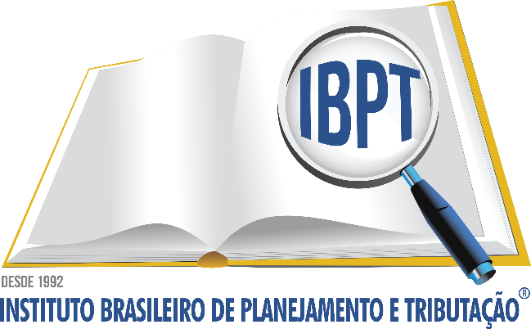 IBPT
DESDE 1992
INSTITUTO BRASILEIRO DE PLANEJAMENTO E TRIBUTAÇÃO®